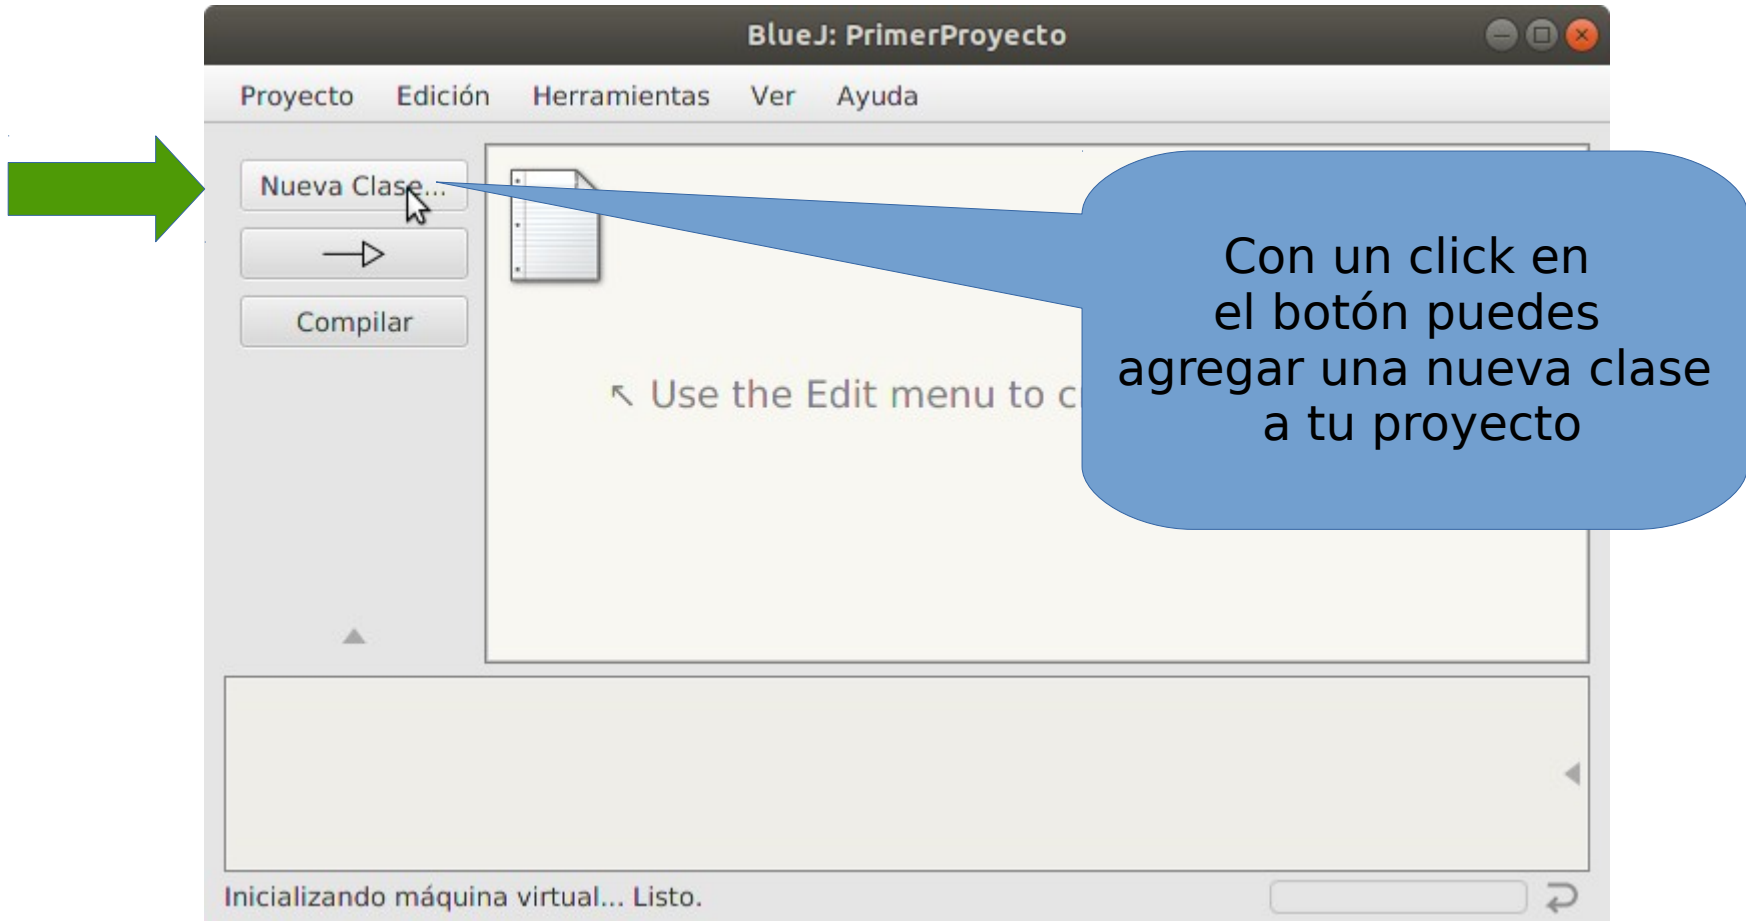 BlueJ: PrimerProyecto
Proyecto Edición Herramientas Ver Ayuda
Nueva Clase...
Compilar
Use the Edit menu to c
Con un click en
el botón puedes
agregar una nueva clase
a tu proyecto
Inicializando máquina virtual... Listo.